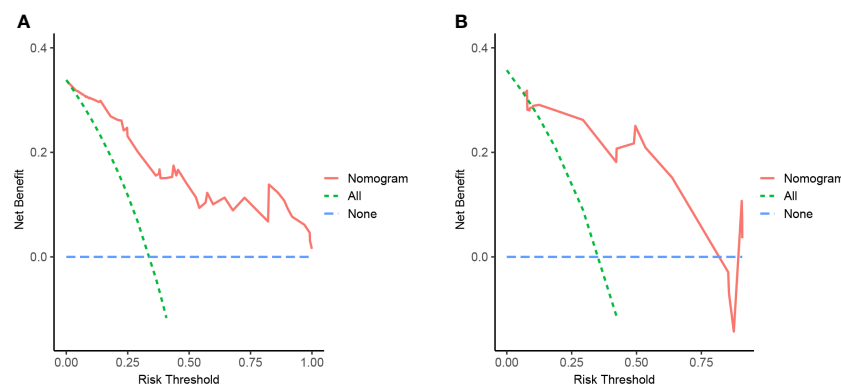 A
B
0.4
0.2
0.0
Net Benefit
0.00
0.25
0.50
0.75
1.00
Risk Threshold
Nomogram
All
None
0.4
0.2
0.0
Net Benefit
0.00
0.25
0.50
0.75
Risk Threshold
Nomogram
All
None